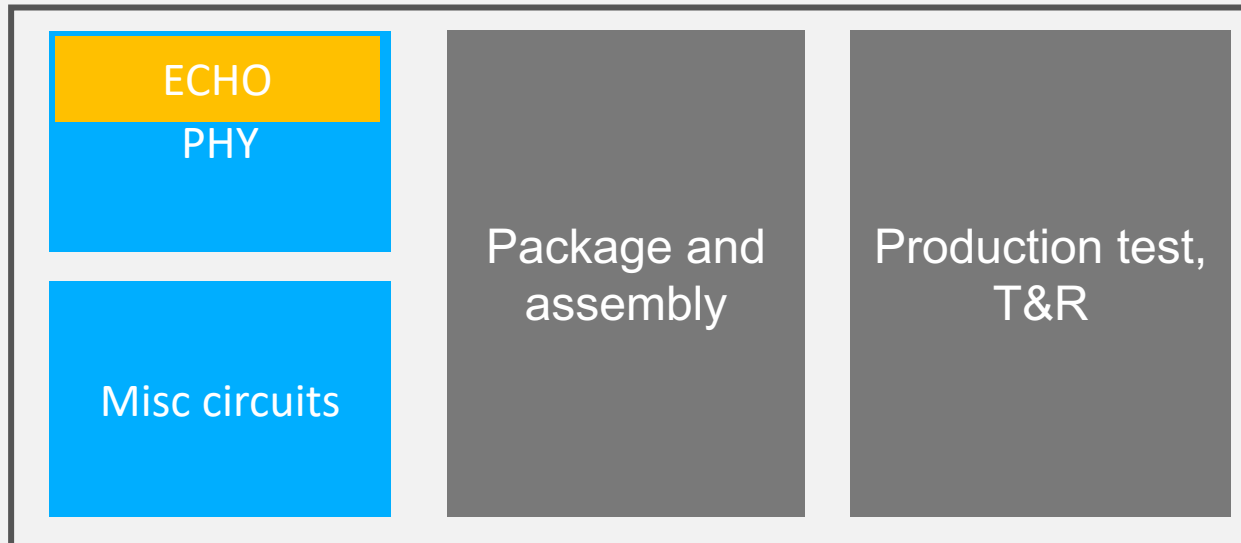 ECHO
PHY
Misc circuits
Package and
assembly
Production test,
T&R